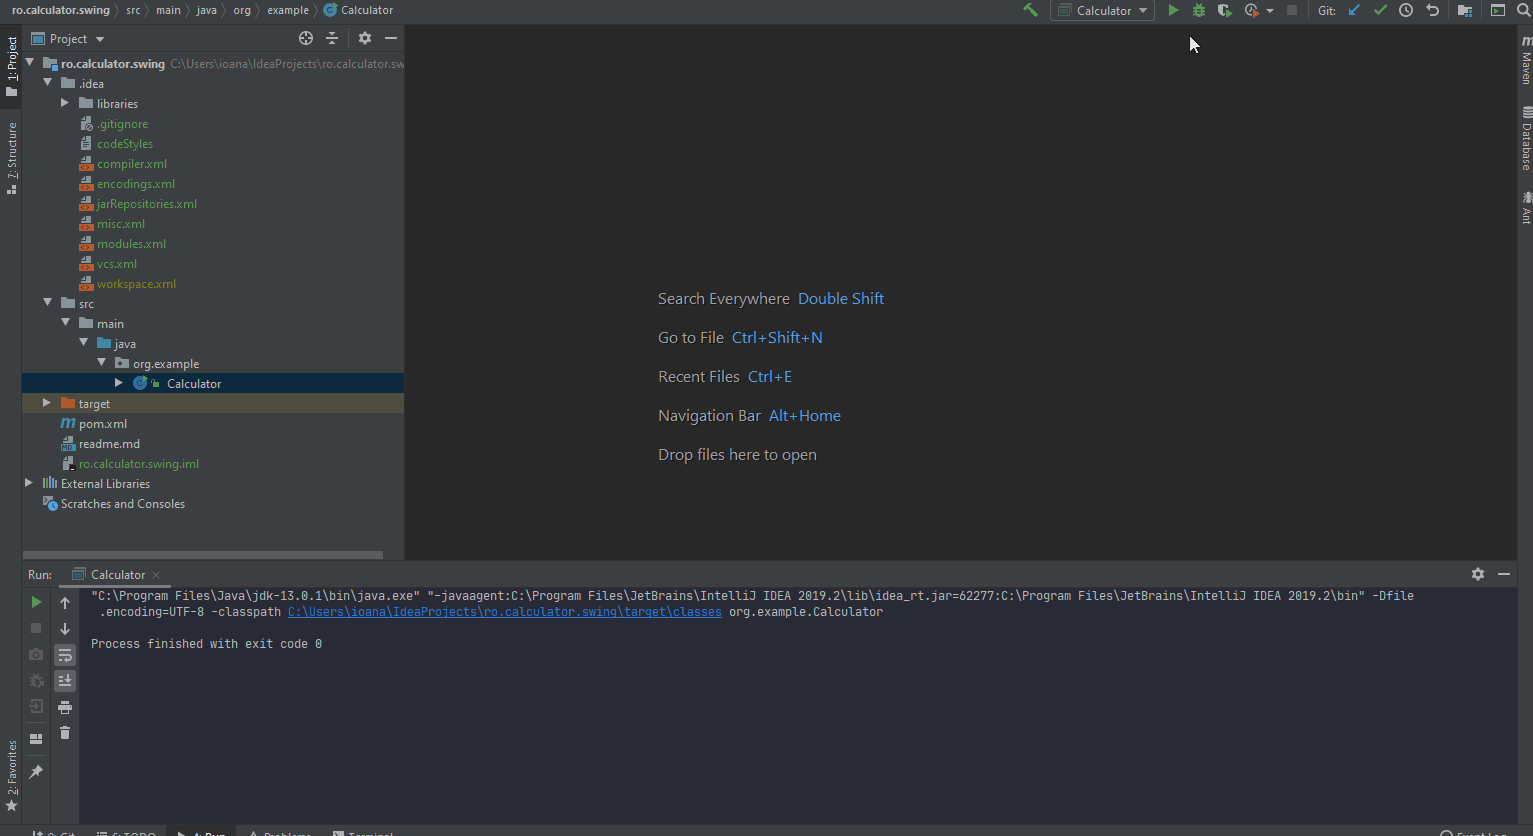 ro.calculator.swing src main java org example Calculator
Calculator
Git:
1: Project
7: Structure
2: Favorites
Project
ro.calculator.swing C:\Users\ioana\IdeaProjects\ro.calculator.sw
.idea
libraries
.gitignore
codeStyles
compiler.xml
encodings.xml
jarRepositories.xml
misc.xml
modules.xml
vcs.xml
workspace.xml
src
main
java
org.example
Calculator
target
pom.xml
readme.md
ro.calculator.swing.iml
External Libraries
Scratches and Consoles
Search Everywhere Double Shift
Go to File Ctrl+Shift+N
Recent Files Ctrl+E
Navigation Bar Alt+Home
Drop files here to open
Maven
Database
Ant
Run: Calculator
"C:\Program Files\Java\jdk-13.0.1\bin\java.exe" "-javaagent:C:\Program Files\JetBrains\IntelliJ IDEA 2019.2\lib\idea_rt.jar=62277:C:\Program Files\JetBrains\IntelliJ IDEA 2019.2\bin" -Dfile
.encoding=UTF-8 -classpath C:\Users\ioana\IdeaProjects\ro.calculator.swing\target\classes org.example.Calculator
Process finished with exit code 0
9: Git 6: TODO 4: Run Problems Terminal Event Log